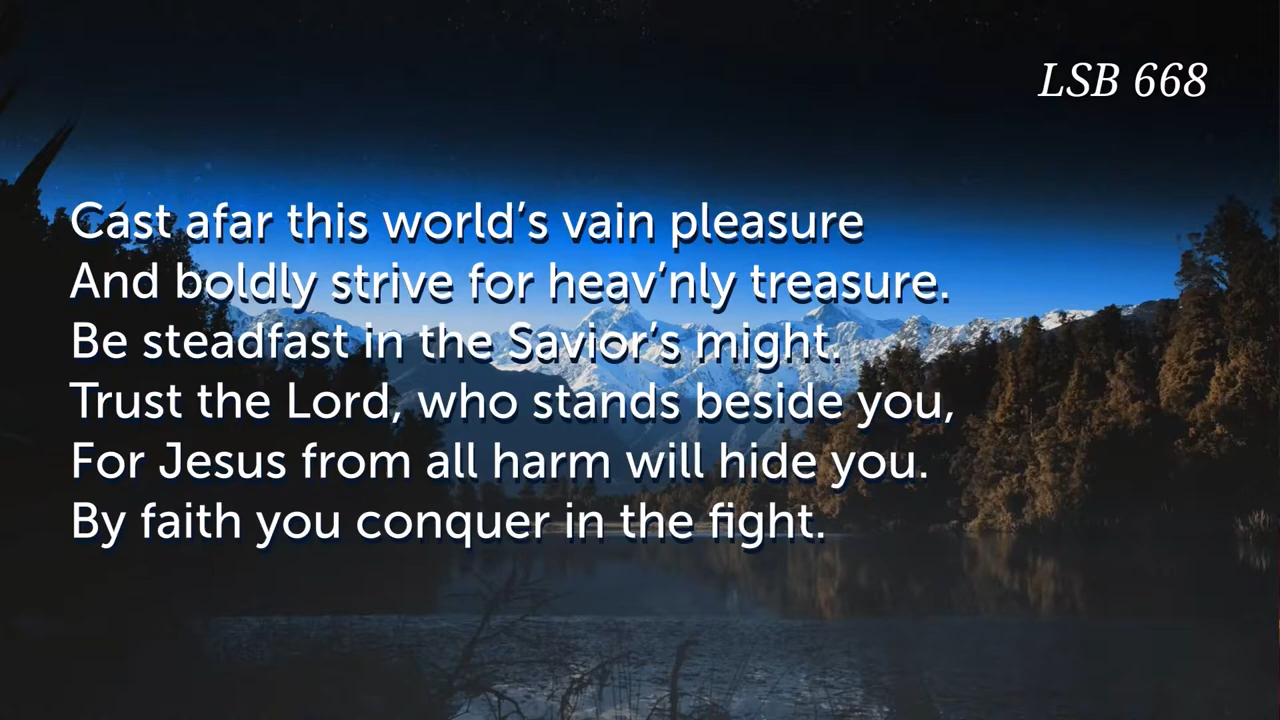 LSB 668
Cast afar this world’s vain pleasure
And boldly strive for heav’nly treasure.
Be steadfast in the Savior’s might.
Trust the Lord, who stands beside you,
For Jesus from all harm will hide you.
By faith you conquer in the fight.